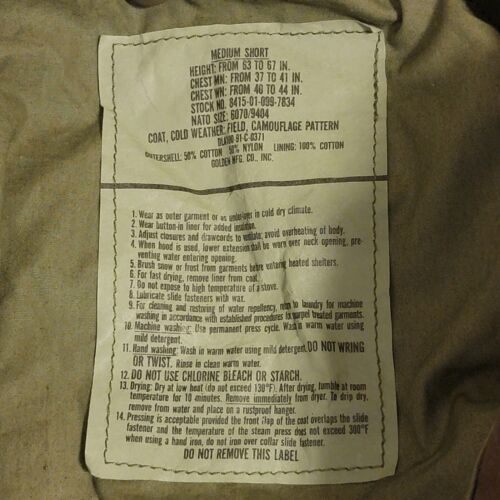 MEDIUM SHORT
HEIGHT: FROM 63 TO 67 IN.
CHEST MN: FROM 37 TO 41 IN.
CHEST WN: FROM 40 TO 44 IN.
STOCK NO. 8415-01-099-7834
NATO SIZE: 6070/9404
COAT, COLD WEATHER: FIELD, CAMOUFLAGE PATTERN
DLA100-91-C-0371
OUTERSHELL: 50% COTTON 50% NYLON LINING: 100% COTTON
GOLDEN MFG. CO., INC.
1. Wear as outer garment or as under-layer in cold dry climate.
2. Wear button-in liner for added insulation.
3. Adjust closures and drawcords to ventilate; avoid overheating of body.
4. When hood is used, lower extension shall be worn over neck opening, pre-
venting water entering opening.
5. Brush snow or frost from garments before entering heated shelters.
6. For fast drying, remove liner from coat.
7. Do not expose to high temperature of a stove.
8. Lubricate slide fasteners with wax.
9. For cleaning and restoring of water repellency, return to laundry for machine
washing in accordance with established procedures for quarpel treated garments.
10. Machine washing: Use permanent press cycle. Wash in warm water using
mild detergent.
11. Hand washing: Wash in warm water using mild detergent. DO NOT WRING
OR TWIST. Rinse in clean warm water.
12. DO NOT USE CHLORINE BLEACH OR STARCH.
13. Drying: Dry at low heat (do not exceed 130°F). After drying, tumble at room
temperature for 10 minutes. Remove immediately from dryer. To drip dry,
remove from water and place on a rustproof hanger.
14. Pressing is acceptable provided the front flap of the coat overlaps the slide
fastener and the temperature of the steam press does not exceed 300°F
when using a hand iron, do not iron over collar slide fastener.
DO NOT REMOVE THIS LABEL